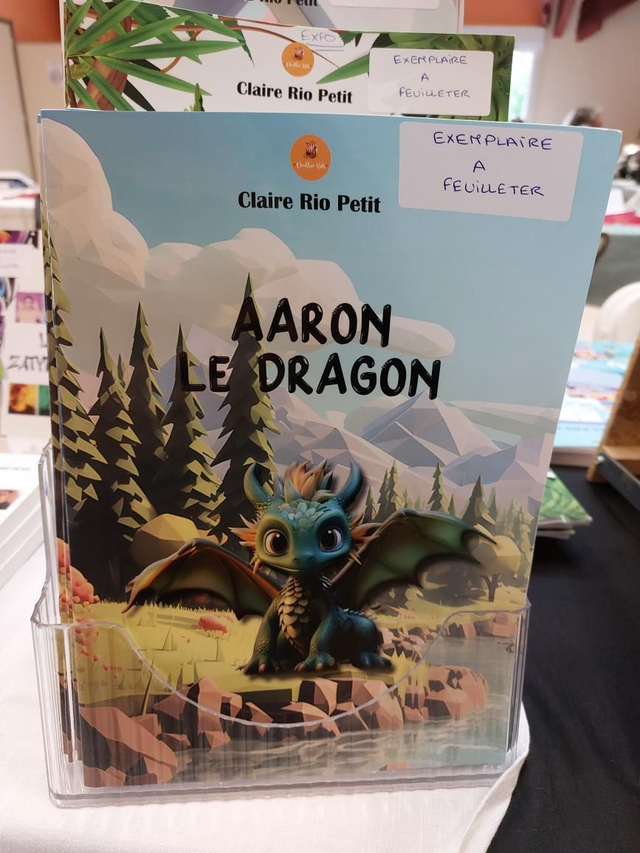 EXPO
Claire Rio Petit
EXEMPLAIRE
A
FEUILLETER
Claire Rio Petit
EXEMPLAIRE
A
FEUILLETER
AARON
LE DRAGON